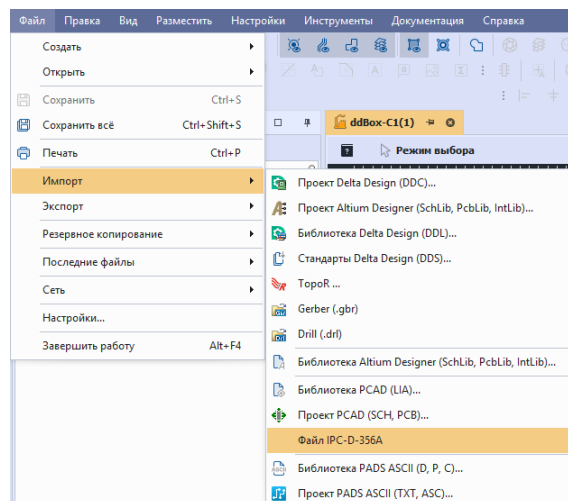 Файл Правка Вид Разместить Настройки Инструменты Документация Справка
Создать
Открыть
Сохранить Ctrl+S
Сохранить всё Ctrl+Shift+S
ddBox-C1(1)
Печать Ctrl+P
Режим выбора
Импорт
Проект Delta Design (DDC)...
Экспорт
Проект Altium Designer (SchLib, PcbLib, IntLib)...
Резервное копирование
Библиотека Delta Design (DDL)...
Последние файлы
Стандарты Delta Design (DDS)...
Сеть
TopoR ...
Настройки...
Gerber (.gbr)
Завершить работу Alt+F4
Drill (.drl)
Библиотека Altium Designer (SchLib, PcbLib, IntLib)...
Библиотека PCAD (LIA)...
Проект PCAD (SCH, PCB)...
Файл IPC-D-356A
Библиотека PADS ASCII (D, P, C)...
Проект PADS ASCII (TXT, ASC)...